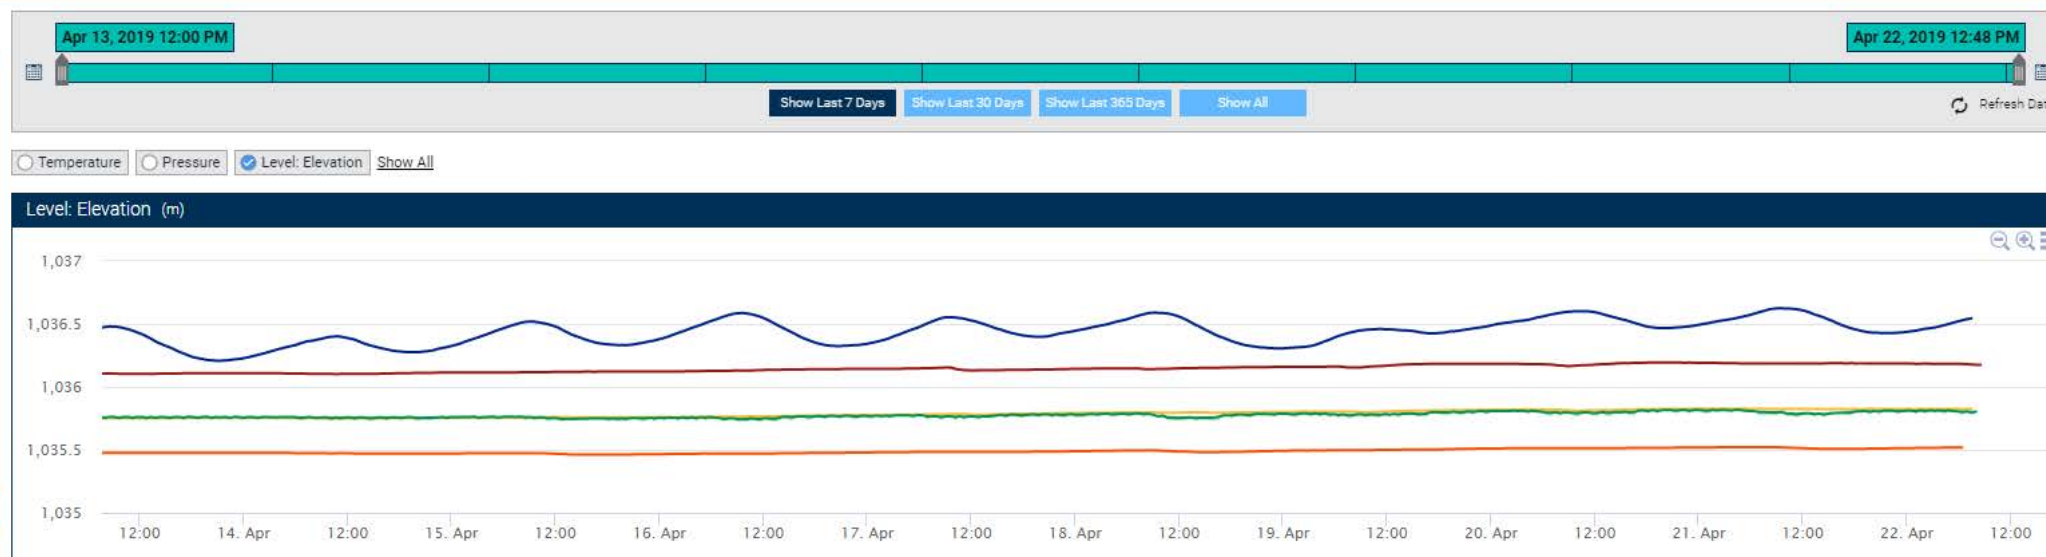 Apr 13, 2019 12:00 PM
Apr 22, 2019 12:48 PM
Show Last 7 Days
Show Last 30 Days
Show Last 365 Days
Show All
Refresh Dat
Temperature
Pressure
Level: Elevation
Show All
Level: Elevation (m)
1,037
1,036.5
1,036
1,035.5
1,035
12:00 14. Apr 12:00 15. Apr 12:00 16. Apr 12:00 17. Apr 12:00 18. Apr 12:00 19. Apr 12:00 20. Apr 12:00 21. Apr 12:00 22. Apr 12:00